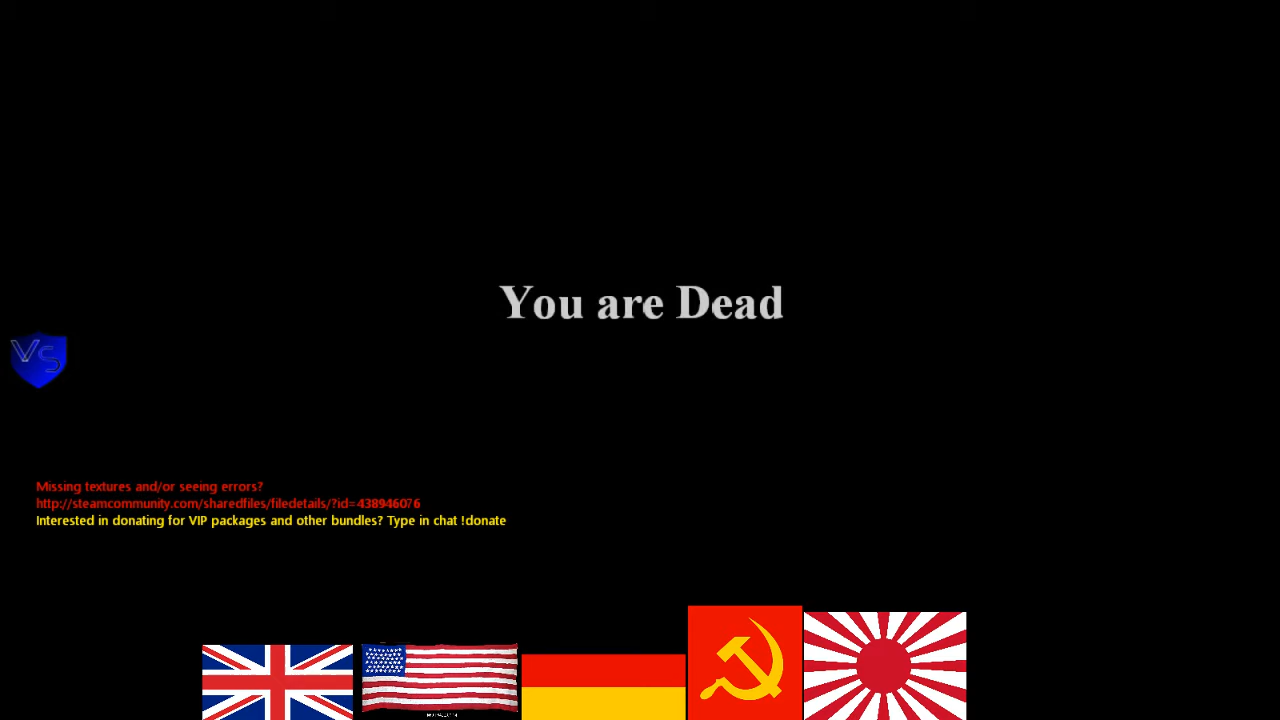 You are Dead
VS
Missing textures and/or seeing errors?
http://steamcommunity.com/sharedfiles/filedetails/?id=438946076
Interested in donating for VIP packages and other bundles? Type in chat !donate